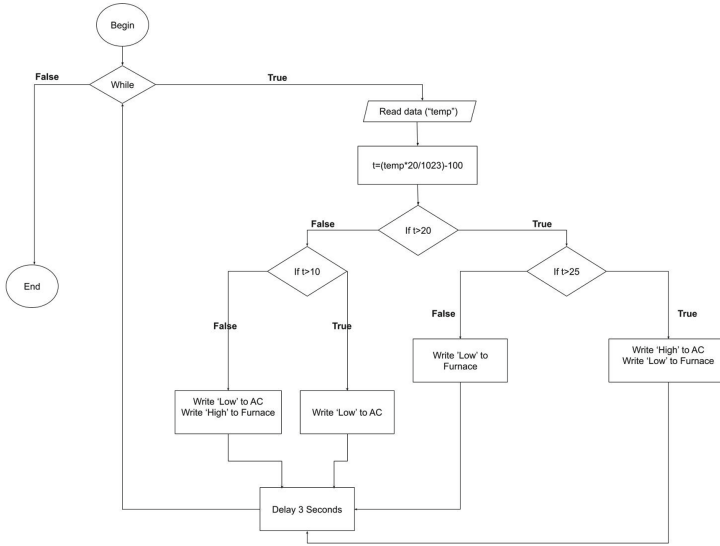 Begin
False
True
While
Read data (“temp”)
t=(temp*20/1023)-100
False
True
If t>20
End
If t>10
If t>25
False
True
False
True
Write ‘Low’ to
Furnace
Write ‘High’ to AC
Write ‘Low’ to Furnace
Write ‘Low’ to AC
Write ‘High’ to Furnace
Write ‘Low’ to AC
Delay 3 Seconds